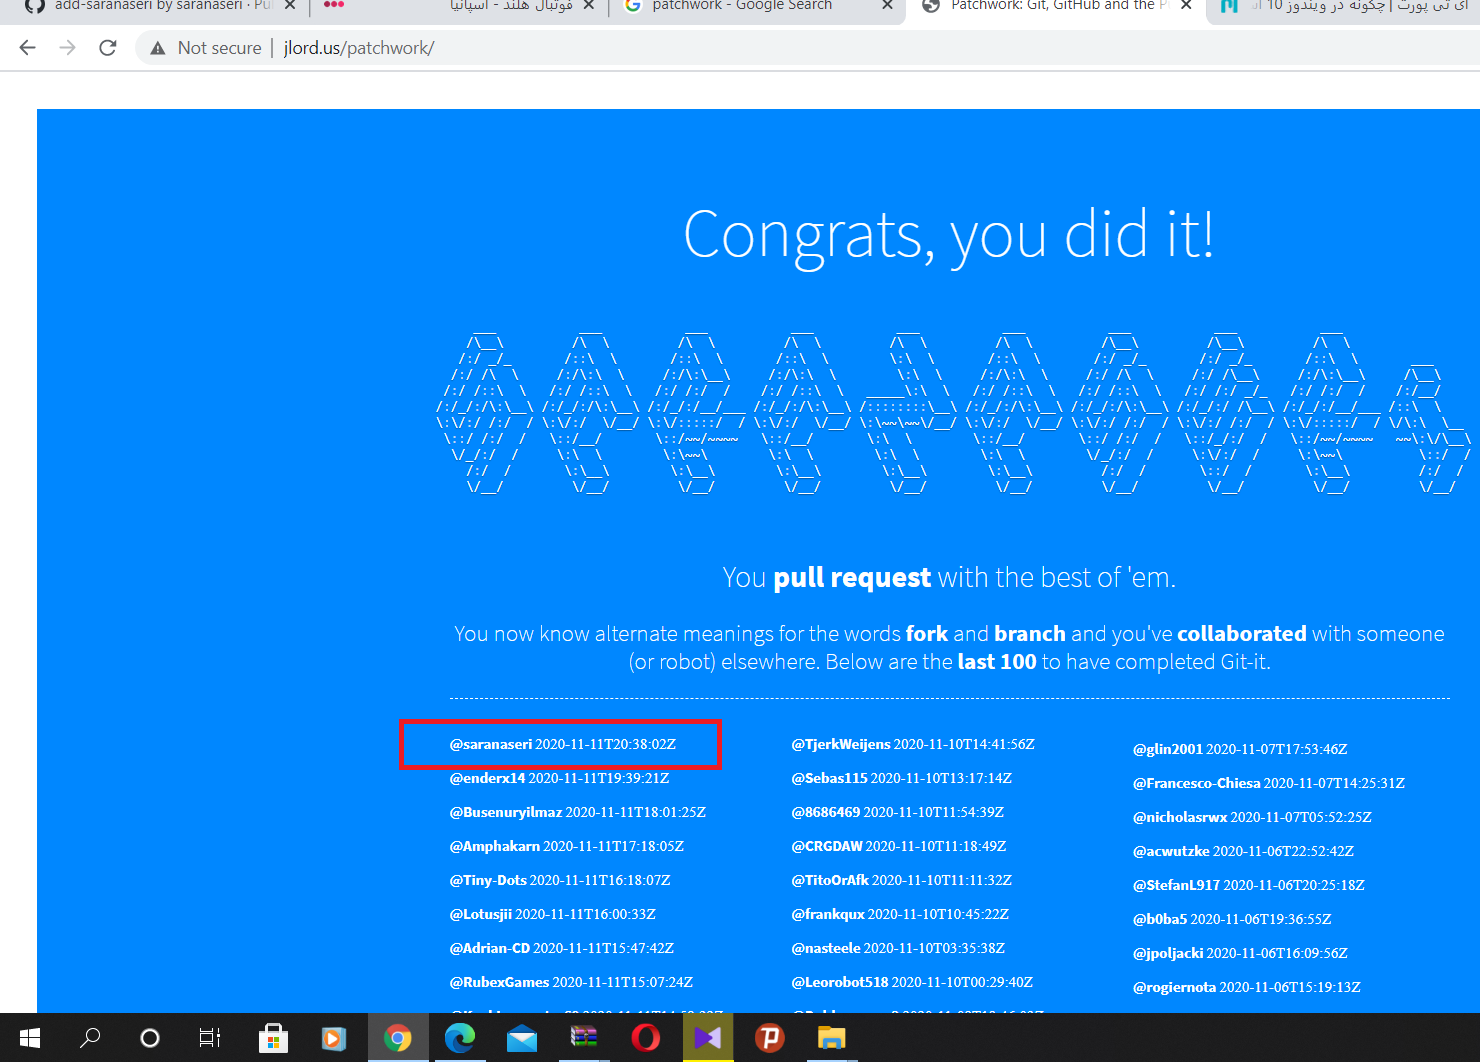 add-saranaseri by saranaseri · Pu
فوتبال هلند - اسپانیا
patchwork - Google Search
Patchwork: Git, GitHub and the P
ای تی پورت | چگونه در ویندوز 10
Not secure | jlord.us/patchwork/
Congrats, you did it!
You pull request with the best of 'em.
You now know alternate meanings for the words fork and branch and you've collaborated with someone
(or robot) elsewhere. Below are the last 100 to have completed Git-it.
@saranaseri 2020-11-11T20:38:02Z
@enderx14 2020-11-11T19:39:21Z
@Busenuryilmaz 2020-11-11T18:01:25Z
@Amphakarn 2020-11-11T17:18:05Z
@Tiny-Dots 2020-11-11T16:18:07Z
@Lotusjii 2020-11-11T16:00:33Z
@Adrian-CD 2020-11-11T15:47:42Z
@RubexGames 2020-11-11T15:07:24Z
@TjerkWeijens 2020-11-10T14:41:56Z
@Sebas115 2020-11-10T13:17:14Z
@8686469 2020-11-10T11:54:39Z
@CRGDAW 2020-11-10T11:18:49Z
@TitoOrAfk 2020-11-10T11:11:32Z
@frankqux 2020-11-10T10:45:22Z
@nasteele 2020-11-10T03:35:38Z
@Leorobot518 2020-11-10T00:29:40Z
@glin2001 2020-11-07T17:53:46Z
@Francesco-Chiesa 2020-11-07T14:25:31Z
@nicholasrwx 2020-11-07T05:52:25Z
@acwutzke 2020-11-06T22:52:42Z
@StefanL917 2020-11-06T20:25:18Z
@b0ba5 2020-11-06T19:36:55Z
@jpoljacki 2020-11-06T16:09:56Z
@rogiernota 2020-11-06T15:19:13Z